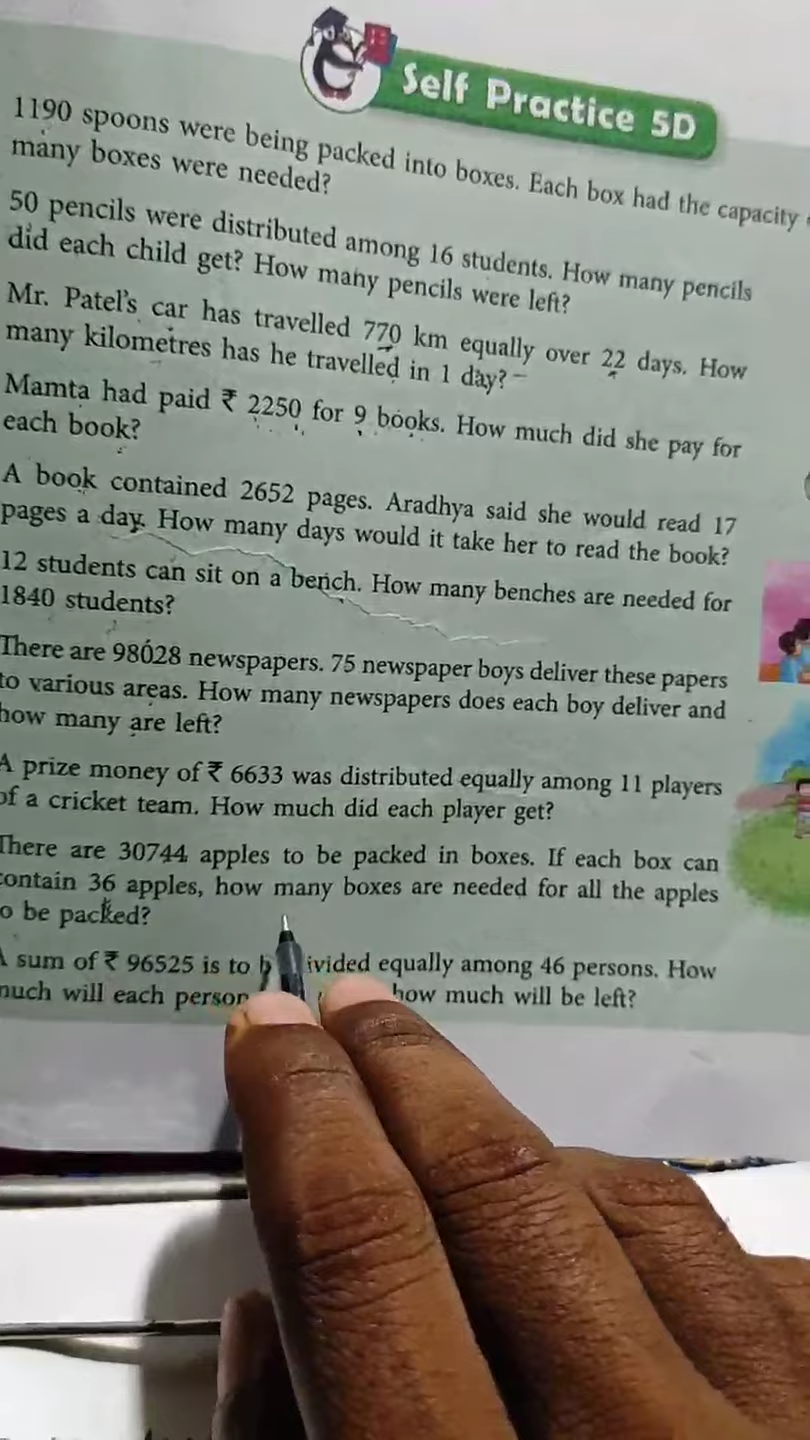 Self Practice 5D
1190 spoons were being packed into boxes. Each box had the capacity
many boxes were needed?
50 pencils were distributed among 16 students. How many pencils
did each child get? How many pencils were left?
Mr. Patel's car has travelled 770 km equally over 22 days. How
many kilometres has he travelled in 1 day?
Mamta had paid ₹ 2250 for 9 books. How much did she pay for
each book?
A book contained 2652 pages. Aradhya said she would read 17
pages a day. How many days would it take her to read the book?
12 students can sit on a bench. How many benches are needed for
1840 students?
There are 98028 newspapers. 75 newspaper boys deliver these papers
to various areas. How many newspapers does each boy deliver and
how many are left?
A prize money of ₹ 6633 was distributed equally among 11 players
of a cricket team. How much did each player get?
There are 30744 apples to be packed in boxes. If each box can
contain 36 apples, how many boxes are needed for all the apples
to be packed?
A sum of ₹ 96525 is to equally among 46 persons. How
much will each person how much will be left?